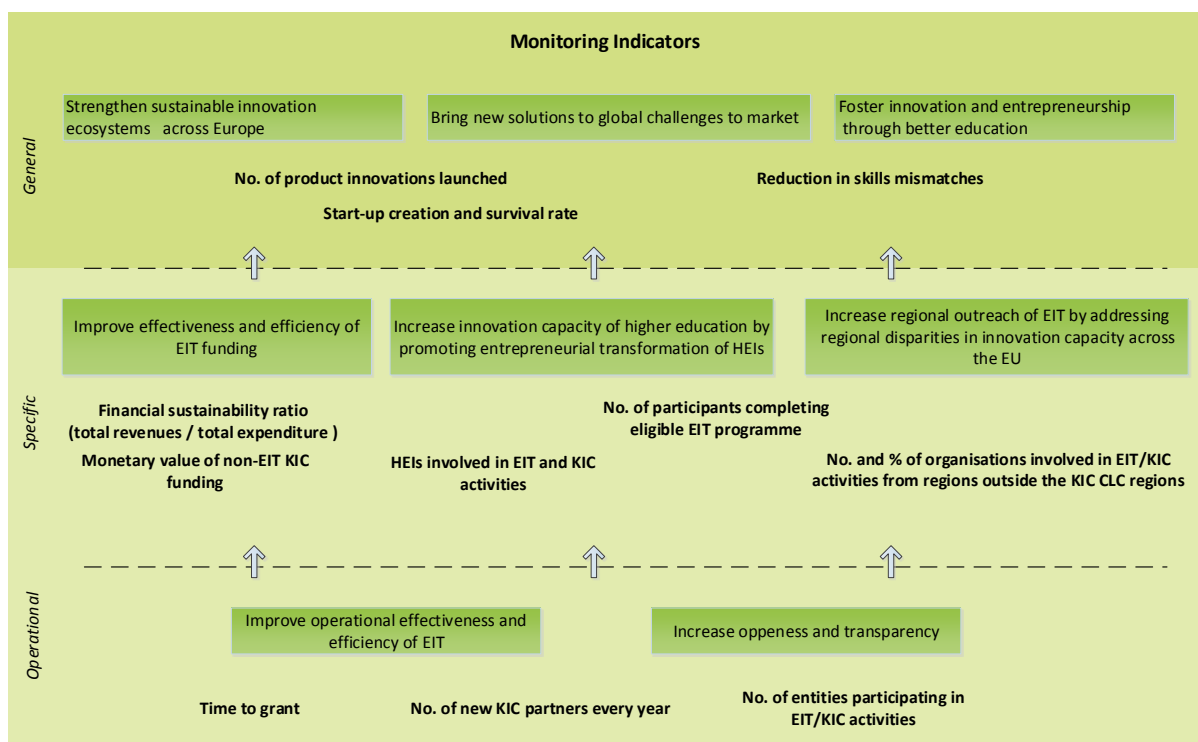 Monitoring Indicators
General
Strengthen sustainable innovation
ecosystems across Europe
Bring new solutions to global challenges to market
Foster innovation and entrepreneurship
through better education
No. of product innovations launched
Reduction in skills mismatches
Start-up creation and survival rate
Specific
Improve effectiveness and efficiency of
EIT funding
Increase innovation capacity of higher education by
promoting entrepreneurial transformation of HEIs
Increase regional outreach of EIT by addressing
regional disparities in innovation capacity across
the EU
Financial sustainability ratio
(total revenues / total expenditure )
Monetary value of non-EIT KIC
funding
HEIs involved in EIT and KIC
activities
No. of participants completing
eligible EIT programme
No. and % of organisations involved in EIT/KIC
activities from regions outside the KIC CLC regions
Operational
Improve operational effectiveness and
efficiency of EIT
Increase oppeness and transparency
Time to grant
No. of new KIC partners every year
No. of entities participating in
EIT/KIC activities